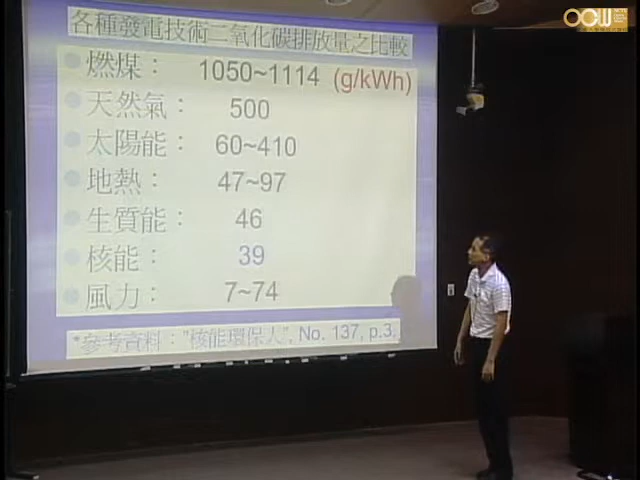 各種發電技術二氧化碳排放量之比較
燃煤： 1050~1114 (g/kWh)
天然氣： 500
太陽能： 60~410
地熱： 47~97
生質能： 46
核能： 39
風力： 7~74
*參考資料："核能環保人", No. 137, p.3,
OCW